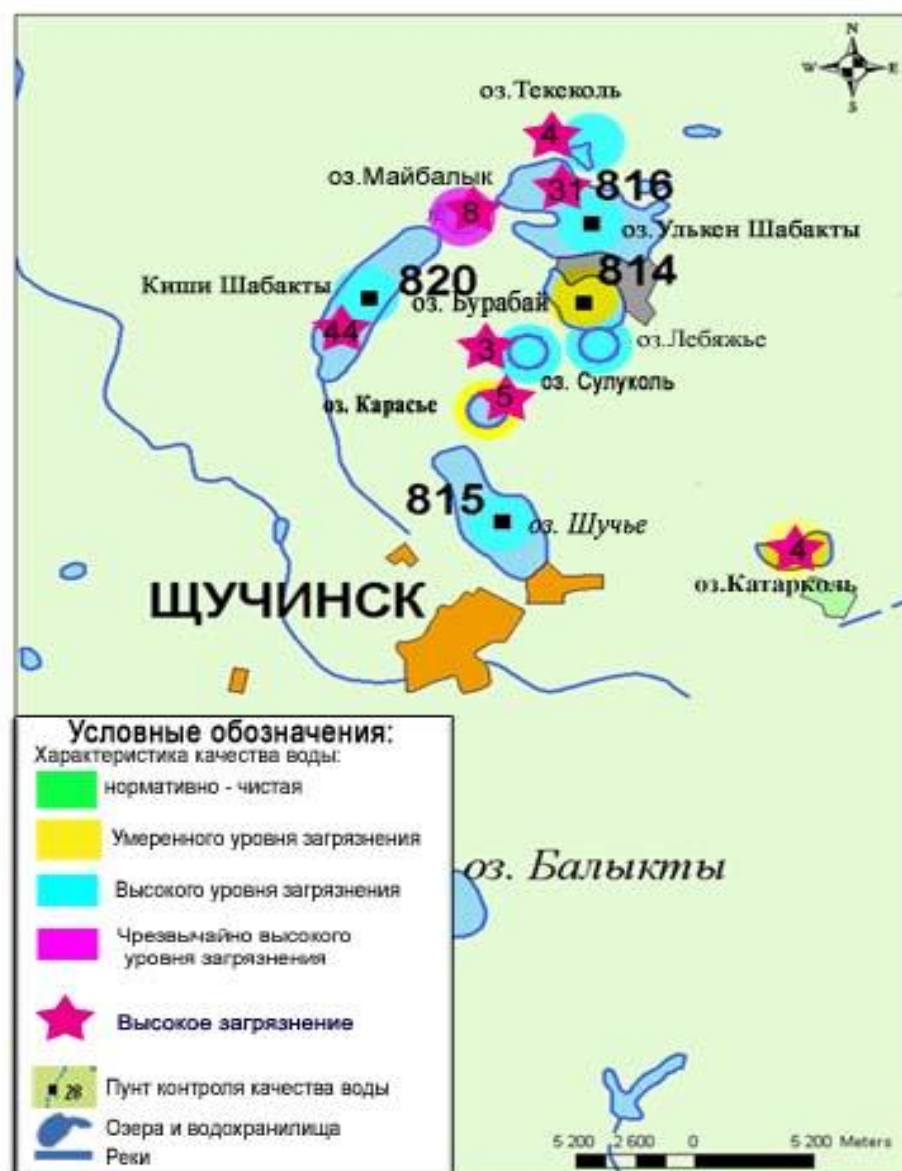 N
W E
S
оз.Текеколь
4
оз.Майбалык
31
816
8
оз.Улькен Шабакты
Киши Шабакты
820
814
оз. Бурабай
44
3
оз.Лебяжье
оз. Сулуколь
5
оз. Карасье
815
оз. Шучье
4
оз.Катарколь
ЩУЧИНСК
Условные обозначения:
Характеристика качества воды:
нормативно - чистая
Умеренного уровня загрязнения
Высокого уровня загрязнения
Чрезвычайно высокого
уровня загрязнения
Высокое загрязнение
28
Пунт контроля качества воды
Озера и водохранилища
Реки
оз. Балыкты
5 200 2 600 0 5 200 Meters